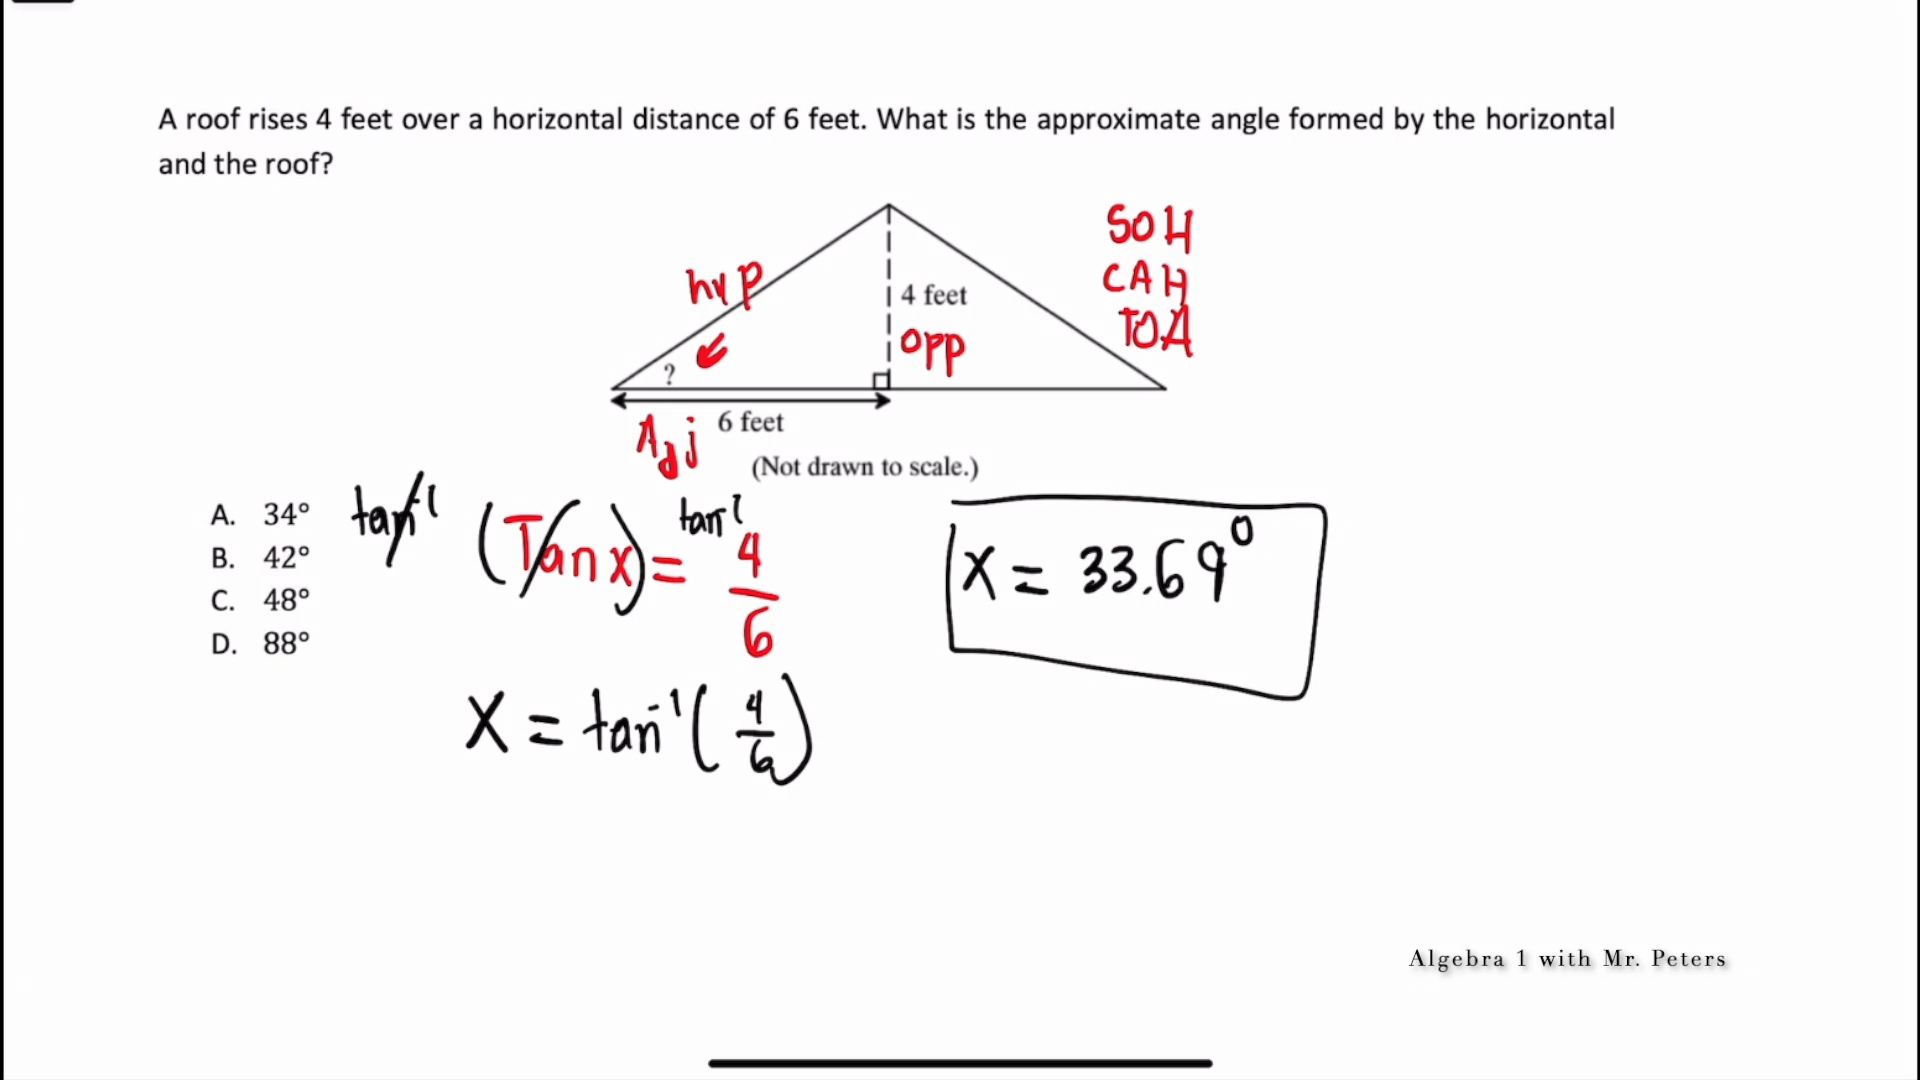 A roof rises 4 feet over a horizontal distance of 6 feet. What is the approximate angle formed by the horizontal
and the roof?
SOH
CAH
TOA
hyp
4 feet
opp
?
6 feet
Adj
(Not drawn to scale.)
A. 34°
B. 42°
C. 48°
D. 88°
tan⁻¹ (Tan x) = tan⁻¹ 4/6
x = 33.69°
X = tan⁻¹(4/6)
Algebra 1 with Mr. Peters